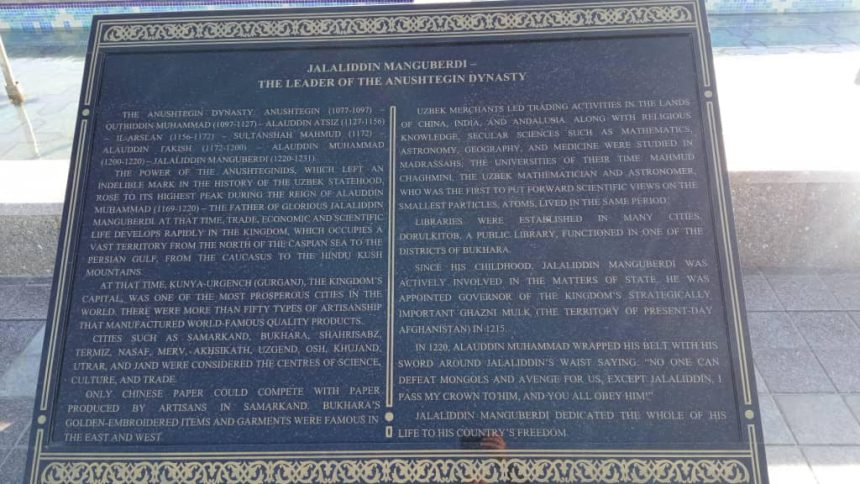 JALALIDDIN MANGUBERDI –
THE LEADER OF THE ANUSHTEGIN DYNASTY
THE ANUSHTEGIN DYNASTY: ANUSHTEGIN (1077-1097) –
QUTBIDDIN MUHAMMAD (1097-1127) – ALAUDDIN ATSIZ (1127-1156)
– IL-ARSLAN (1156-1172) – SULTANSHAH MAHMUD (1172) –
ALAUDDIN TAKISH (1172-1200) – ALAUDDIN MUHAMMAD
(1200-1220) – JALALIDDIN MANGUBERDI (1220-1231).
THE POWER OF THE ANUSHTEGINIDS, WHICH LEFT AN
INDELIBLE MARK IN THE HISTORY OF THE UZBEK STATEHOOD,
ROSE TO ITS HIGHEST PEAK DURING THE REIGN OF ALAUDDIN
MUHAMMAD (1169-1220) – THE FATHER OF GLORIOUS JALALIDDIN
MANGUBERDI. AT THAT TIME, TRADE, ECONOMIC AND SCIENTIFIC
LIFE DEVELOPS RAPIDLY IN THE KINGDOM, WHICH OCCUPIES A
VAST TERRITORY FROM THE NORTH OF THE CASPIAN SEA TO THE
PERSIAN GULF, FROM THE CAUCASUS TO THE HINDU KUSH
MOUNTAINS.
AT THAT TIME, KUNYA-URGENCH (GURGANJ), THE KINGDOM'S
CAPITAL, WAS ONE OF THE MOST PROSPEROUS CITIES IN THE
WORLD. THERE WERE MORE THAN FIFTY TYPES OF ARTISANSHIP
THAT MANUFACTURED WORLD-FAMOUS QUALITY PRODUCTS.
CITIES SUCH AS SAMARKAND, BUKHARA, SHAHRISABZ,
TERMIZ, NASAF, MERV, AKHSIKATH, UZGEND, OSH, KHUJAND,
UTRAR, AND JAND WERE CONSIDERED THE CENTRES OF SCIENCE,
CULTURE, AND TRADE.
ONLY CHINESE PAPER COULD COMPETE WITH PAPER
PRODUCED BY ARTISANS IN SAMARKAND. BUKHARA'S
GOLDEN-EMBROIDERED ITEMS AND GARMENTS WERE FAMOUS IN
THE EAST AND WEST.
UZBEK MERCHANTS LED TRADING ACTIVITIES IN THE LANDS
OF CHINA, INDIA, AND ANDALUSIA. ALONG WITH RELIGIOUS
KNOWLEDGE, SECULAR SCIENCES SUCH AS MATHEMATICS,
ASTRONOMY, GEOGRAPHY, AND MEDICINE WERE STUDIED IN
MADRASSAHS, THE UNIVERSITIES OF THEIR TIME. MAHMUD
CHAGHMINI, THE UZBEK MATHEMATICIAN AND ASTRONOMER,
WHO WAS THE FIRST TO PUT FORWARD SCIENTIFIC VIEWS ON THE
SMALLEST PARTICLES, ATOMS, LIVED IN THE SAME PERIOD.
LIBRARIES WERE ESTABLISHED IN MANY CITIES.
DORULKITOB, A PUBLIC LIBRARY, FUNCTIONED IN ONE OF THE
DISTRICTS OF BUKHARA.
SINCE HIS CHILDHOOD, JALALIDDIN MANGUBERDI WAS
ACTIVELY INVOLVED IN THE MATTERS OF STATE. HE WAS
APPOINTED GOVERNOR OF THE KINGDOM'S STRATEGICALLY
IMPORTANT GHAZNI MULK (THE TERRITORY OF PRESENT-DAY
AFGHANISTAN) IN 1215.
IN 1220, ALAUDDIN MUHAMMAD WRAPPED HIS BELT WITH HIS
SWORD AROUND JALALIDDIN'S WAIST SAYING: "NO ONE CAN
DEFEAT MONGOLS AND AVENGE FOR US, EXCEPT JALALIDDIN, I
PASS MY CROWN TO HIM, AND YOU ALL OBEY HIM!"
JALALIDDIN MANGUBERDI DEDICATED THE WHOLE OF HIS
LIFE TO HIS COUNTRY'S FREEDOM.